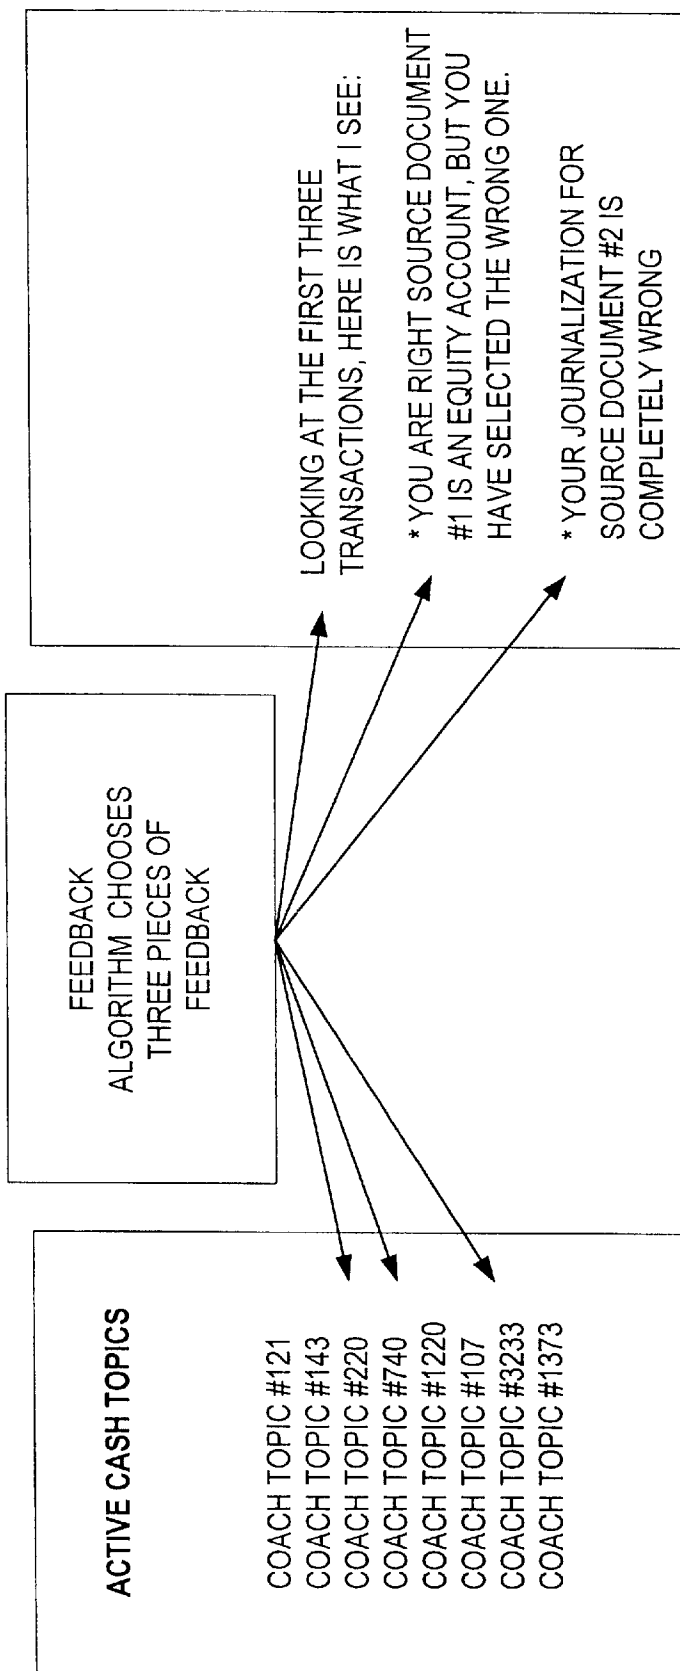 ACTIVE CASH TOPICS
COACH TOPIC #121
COACH TOPIC #143
COACH TOPIC #220
COACH TOPIC #740
COACH TOPIC #1220
COACH TOPIC #107
COACH TOPIC #3233
COACH TOPIC #1373
FEEDBACK
ALGORITHM CHOOSES
THREE PIECES OF
FEEDBACK
LOOKING AT THE FIRST THREE
TRANSACTIONS, HERE IS WHAT I SEE:
* YOU ARE RIGHT SOURCE DOCUMENT
#1 IS AN EQUITY ACCOUNT, BUT YOU
HAVE SELECTED THE WRONG ONE.
* YOUR JOURNALIZATION FOR
SOURCE DOCUMENT #2 IS
COMPLETELY WRONG